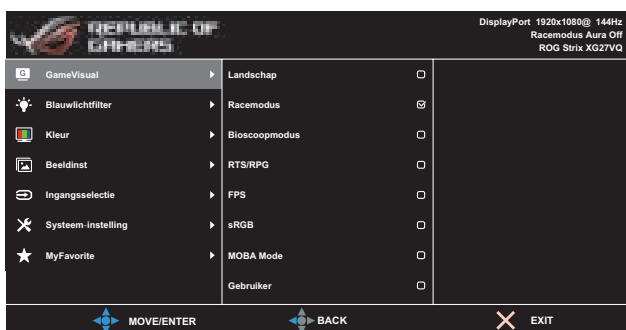 REPUBLIC OF
GAMERS
DisplayPort 1920x1080@ 144Hz
Racemodus Aura Off
ROG Strix XG27VQ
G GameVisual
Blauwlichtfilter
Kleur
Beeldinst
Ingangsselectie
Systeem-instelling
MyFavorite
Landschap
Racemodus
Bioscoopmodus
RTS/RPG
FPS
sRGB
MOBA Mode
Gebruiker
MOVE/ENTER
BACK
EXIT